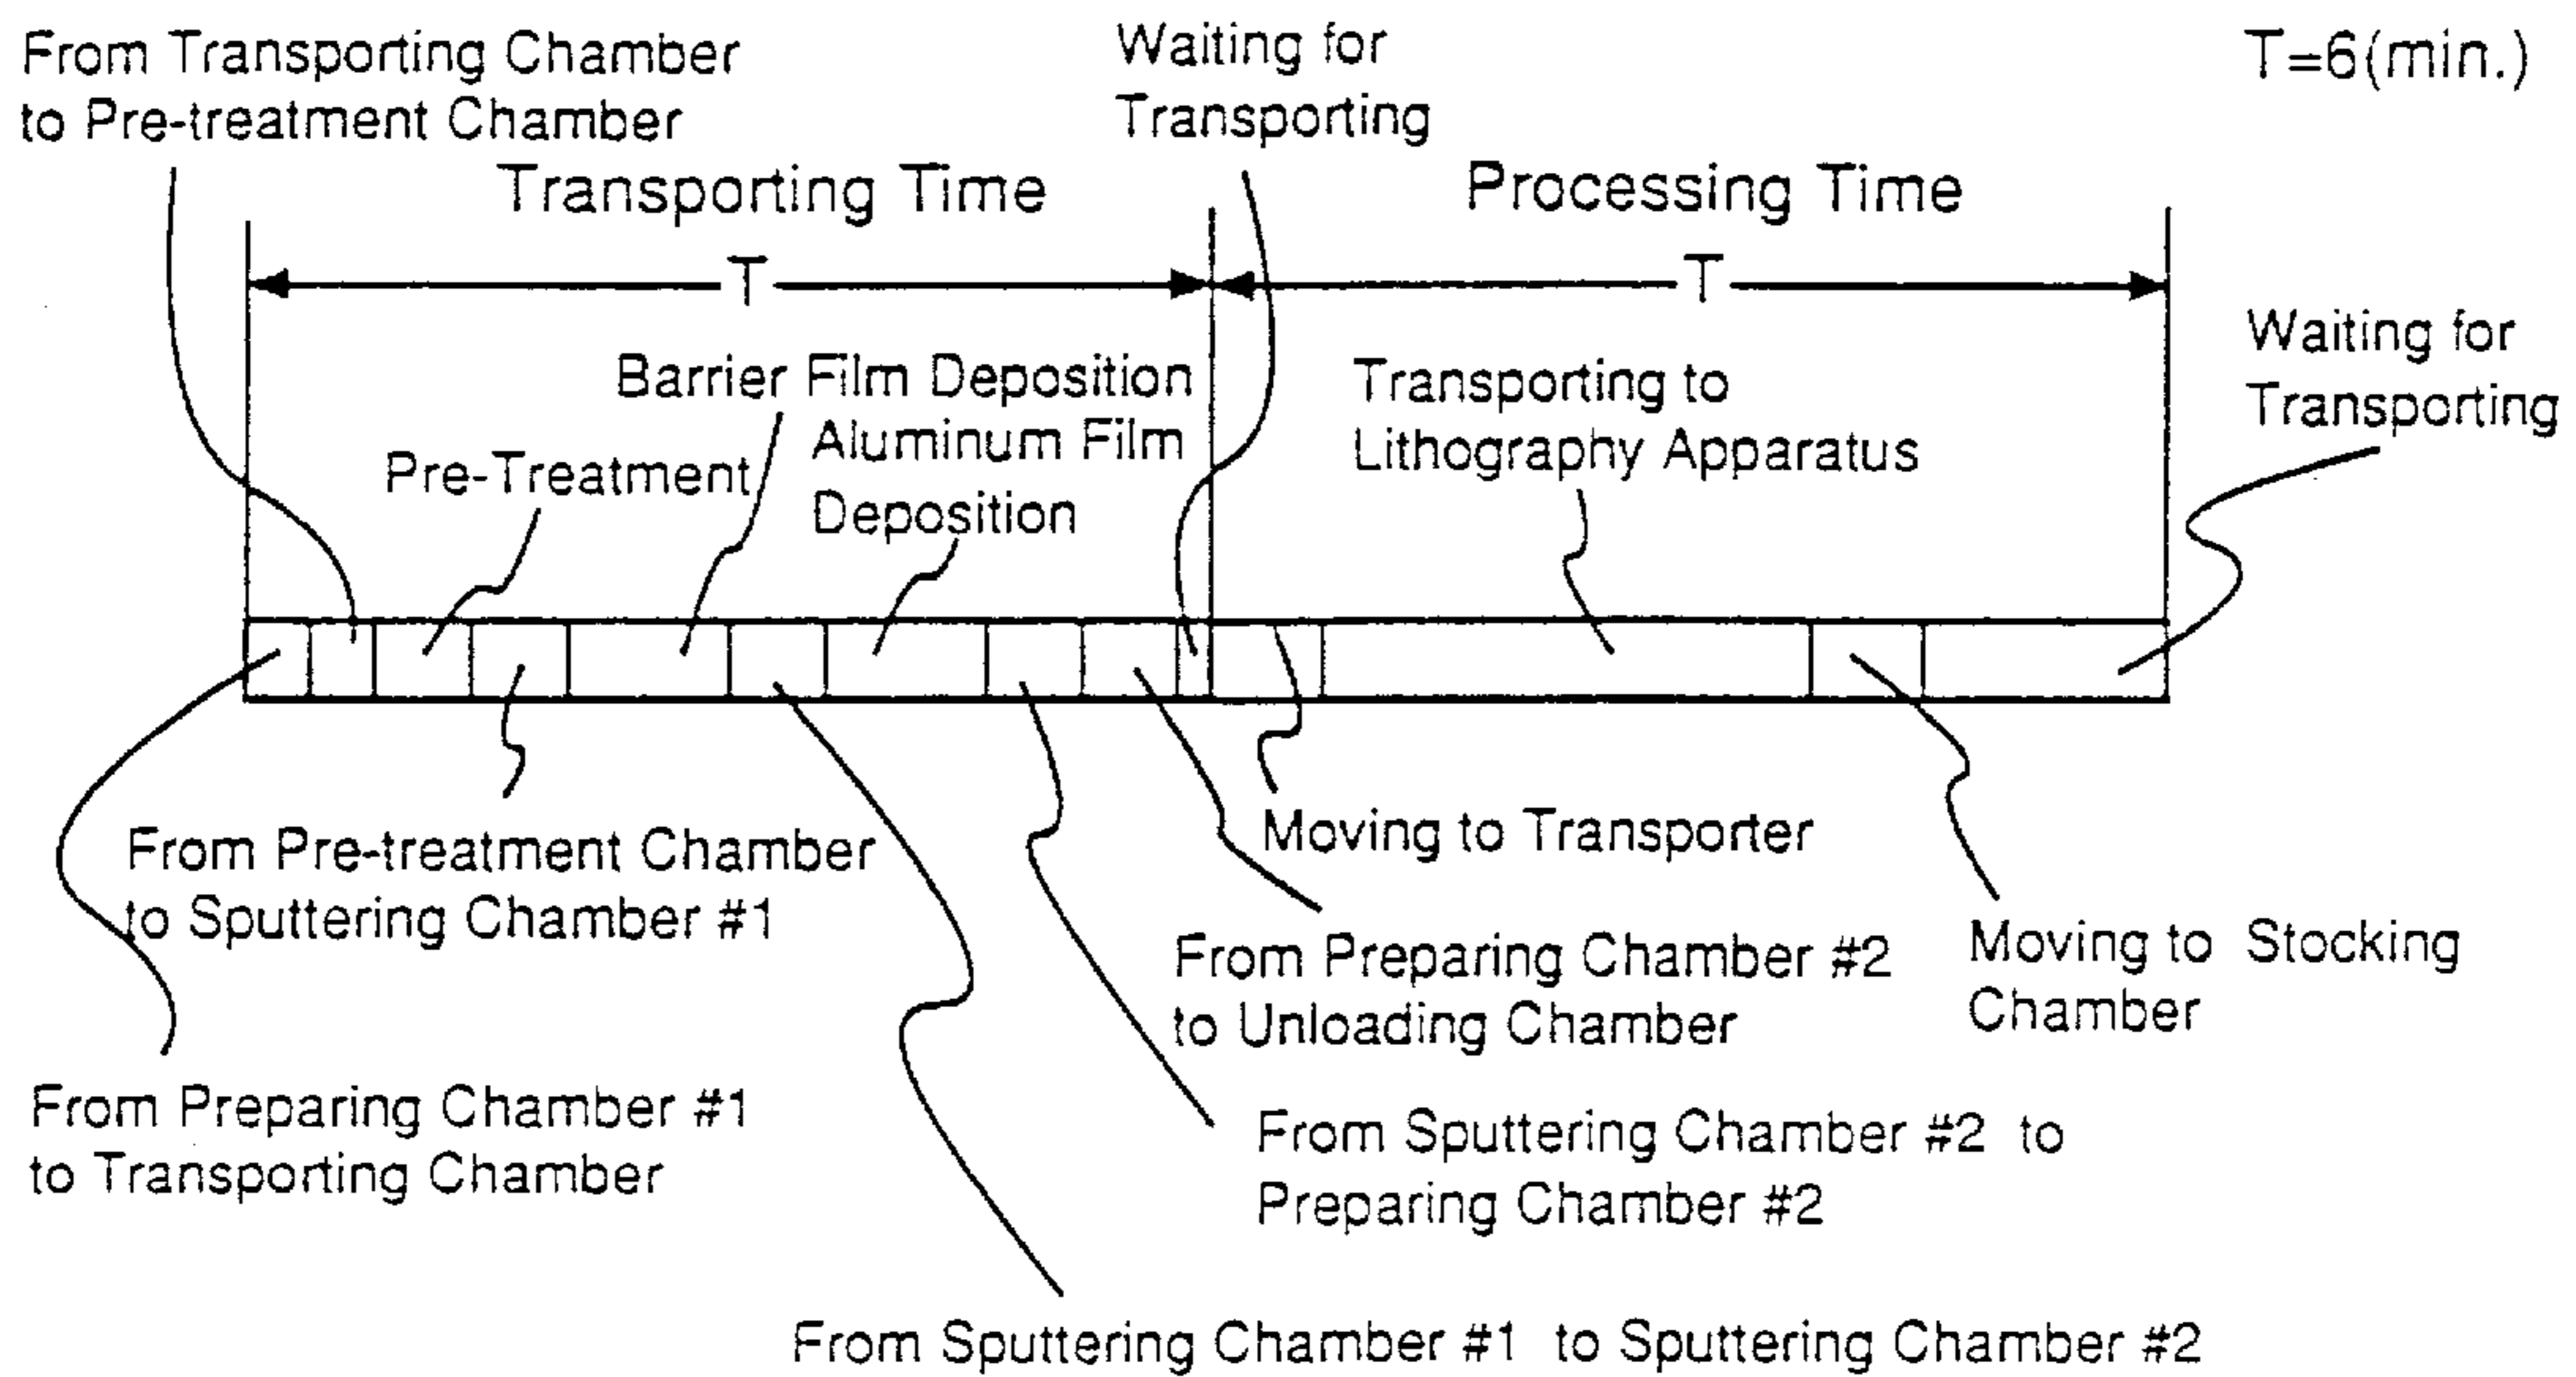 From Transporting Chamber
to Pre-treatment Chamber
Waiting for
Transporting
T=6(min.)
Transporting Time
Processing Time
T
T
Waiting for
Transporting
Barrier Film Deposition
Aluminum Film
Deposition
Pre-Treatment
Transporting to
Lithography Apparatus
Moving to Transporter
From Pre-treatment Chamber
to Sputtering Chamber #1
From Preparing Chamber #2
to Unloading Chamber
Moving to Stocking
Chamber
From Preparing Chamber #1
to Transporting Chamber
From Sputtering Chamber #2 to
Preparing Chamber #2
From Sputtering Chamber #1 to Sputtering Chamber #2